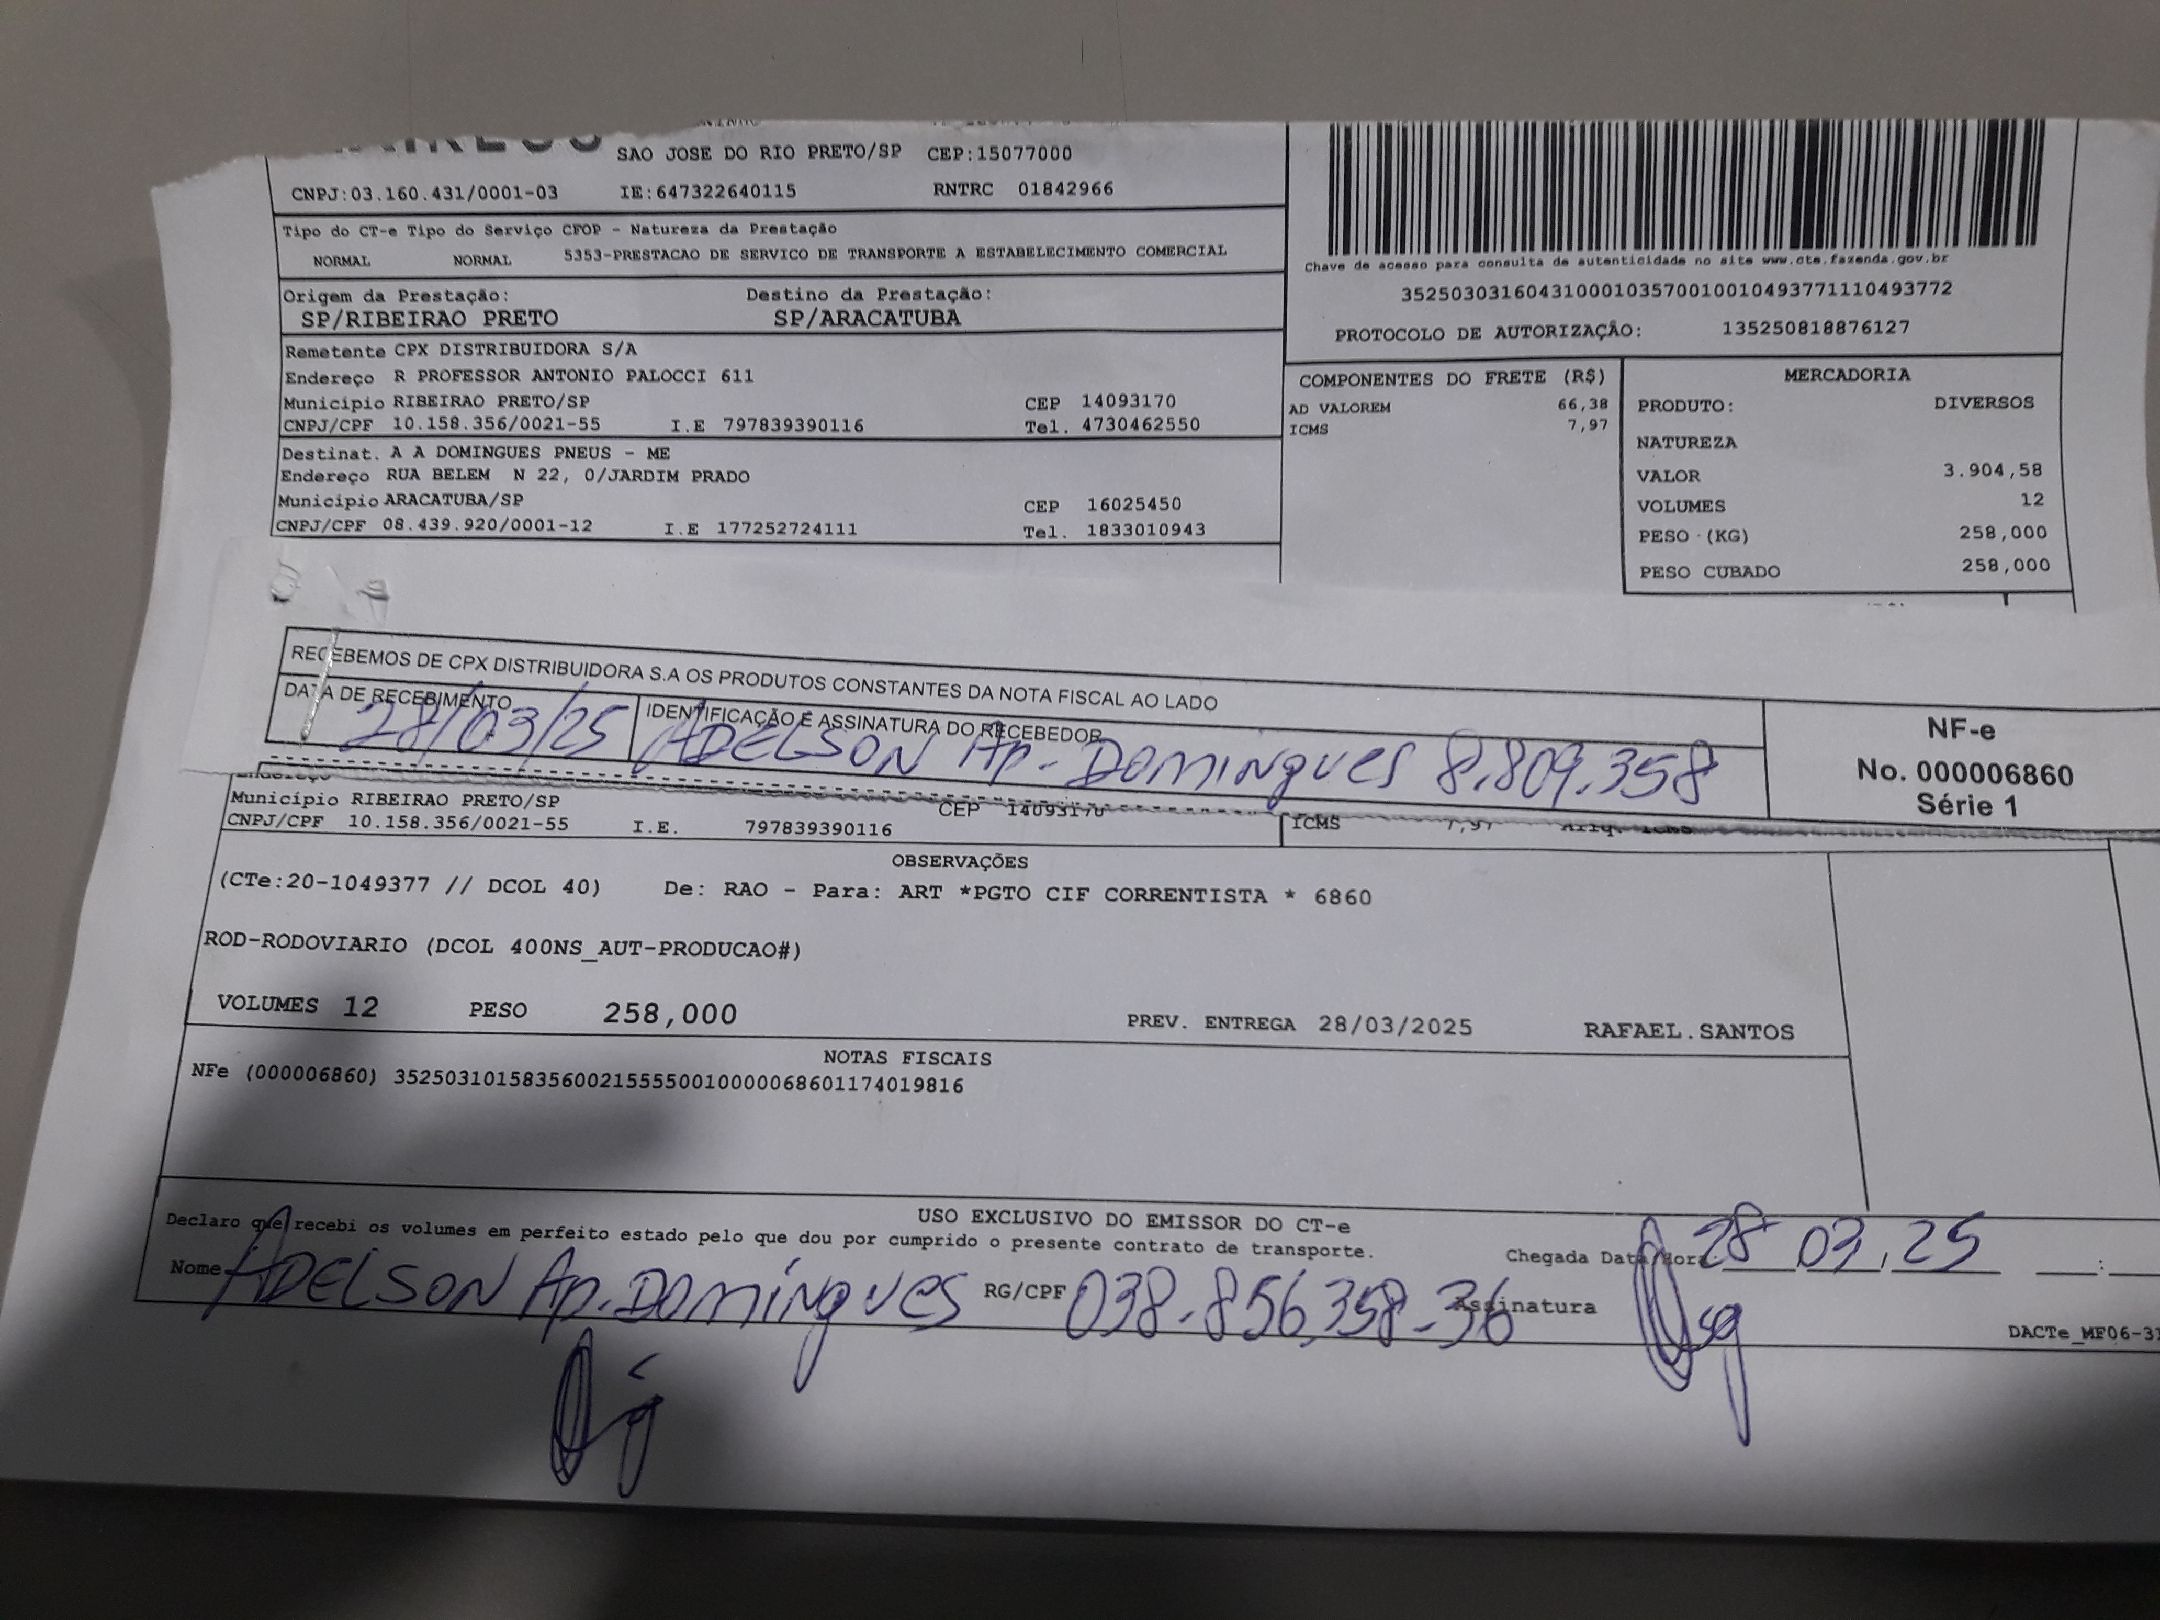 SAO JOSE DO RIO PRETO/SP CEP:15077000
CNPJ:03.160.431/0001-03 IE:647322640115 RNTRC 01842966
Tipo do CT-e Tipo do Serviço CFOP - Natureza da Prestação
NORMAL NORMAL 5353-PRESTACAO DE SERVICO DE TRANSPORTE A ESTABELECIMENTO COMERCIAL
Origem da Prestação: Destino da Prestação:
SP/RIBEIRAO PRETO SP/ARACATUBA
Remetente CPX DISTRIBUIDORA S/A
Endereço R PROFESSOR ANTONIO PALOCCI 611
Município RIBEIRAO PRETO/SP CEP 14093170
CNPJ/CPF 10.158.356/0021-55 I.E 797839390116 Tel. 4730462550
Destinat. A A DOMINGUES PNEUS - ME
Endereço RUA BELEM N 22, 0/JARDIM PRADO
Município ARACATUBA/SP CEP 16025450
CNPJ/CPF 08.439.920/0001-12 I.E 177252724111 Tel. 1833010943
Chave de acesso para consulta de autenticidade no site www.cte.fazenda.gov.br
35250303160431000103570010010493771110493772
PROTOCOLO DE AUTORIZAÇÃO: 135250818876127
COMPONENTES DO FRETE (R$)
AD VALOREM 66,38
ICMS 7,97
MERCADORIA
PRODUTO: DIVERSOS
NATUREZA
VALOR 3.904,58
VOLUMES 12
PESO (KG) 258,000
PESO CUBADO 258,000
RECEBEMOS DE CPX DISTRIBUIDORA S.A OS PRODUTOS CONSTANTES DA NOTA FISCAL AO LADO
DATA DE RECEBIMENTO IDENTIFICAÇÃO E ASSINATURA DO RECEBEDOR
28/03/25 ADELSON Ap. DOMINGUES 8.809.358
NF-e
No. 000006860
Série 1
Endereço
Município RIBEIRAO PRETO/SP CEP 14093170
CNPJ/CPF 10.158.356/0021-55 I.E. 797839390116 ICMS 7,97 Alíq. ICMS
OBSERVAÇÕES
(CTe:20-1049377 // DCOL 40) De: RAO - Para: ART *PGTO CIF CORRENTISTA * 6860
ROD-RODOVIARIO (DCOL 400NS_AUT-PRODUCAO#)
VOLUMES 12 PESO 258,000 PREV. ENTREGA 28/03/2025 RAFAEL.SANTOS
NOTAS FISCAIS
NFe (000006860) 35250310158356002155550010000068601174019816
USO EXCLUSIVO DO EMISSOR DO CT-e
Declaro que recebi os volumes em perfeito estado pelo que dou por cumprido o presente contrato de transporte. Chegada Data/Hora 28 03, 25 :
Nome ADELSON Ap. DOMINGUES RG/CPF 038.856.358-36 Assinatura
DACTe_MF06-31